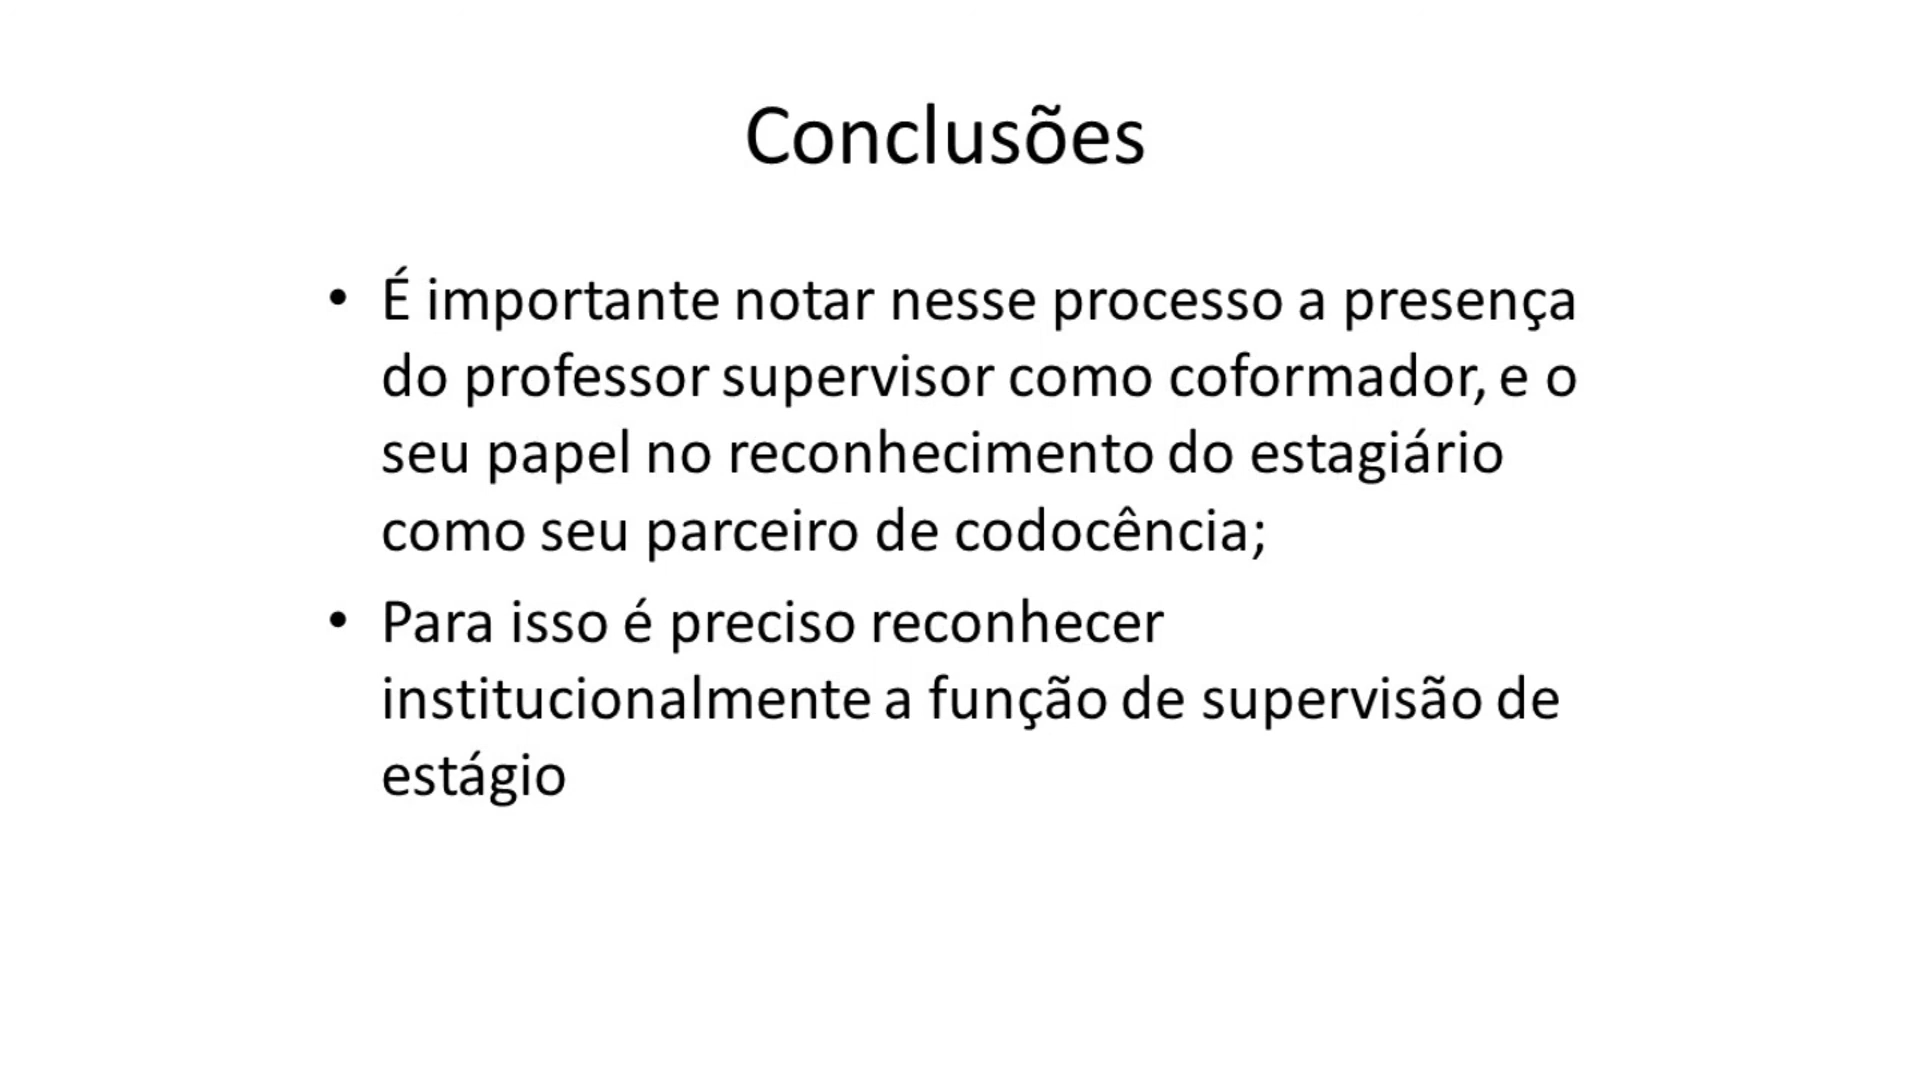 Conclusões
• É importante notar nesse processo a presença
do professor supervisor como coformador, e o
seu papel no reconhecimento do estagiário
como seu parceiro de codocência;
• Para isso é preciso reconhecer
institucionalmente a função de supervisão de
estágio